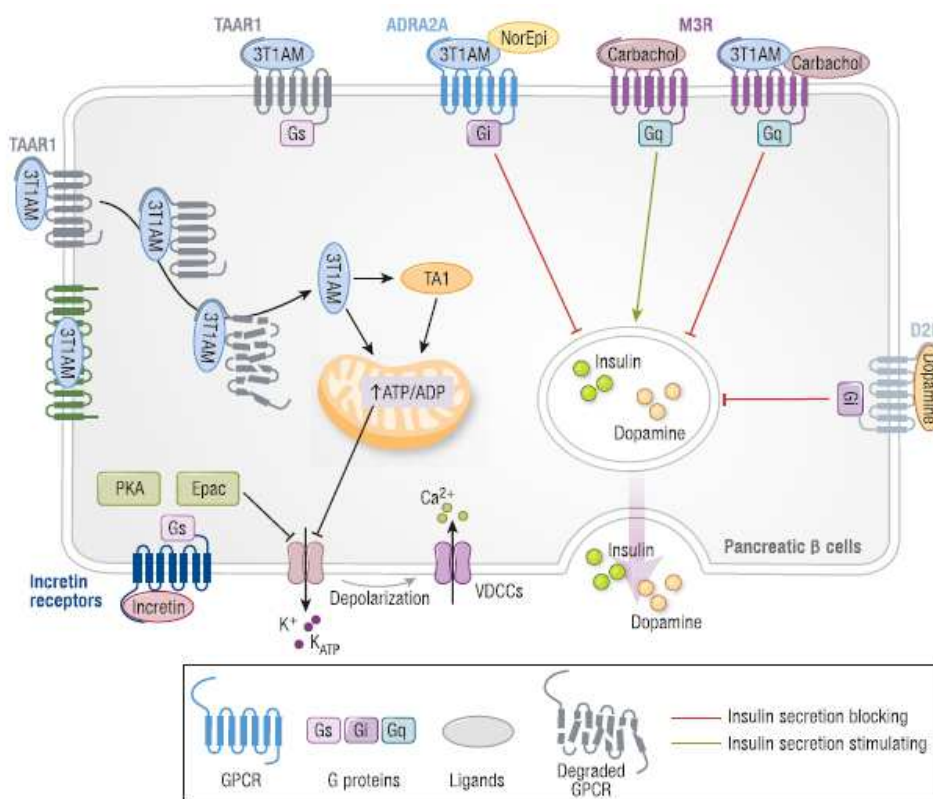 TAAR1
ADRA2A
M3R
3T1AM
3T1AM
NorEpi
Carbachol
3T1AM
Carbachol
Gs
Gi
Gq
Gq
TAAR1
3T1AM
3T1AM
3T1AM
3T1AM
TA1
3T1AM
↑ATP/ADP
Insulin
Dopamine
Gi
Dopamine
PKA
Epac
Gs
Incretin
receptors
Incretin
Ca²⁺
Depolarization
VDCCs
K⁺
K_ATP
Insulin
Dopamine
Pancreatic β cells
GPCR
Gs
Gi
Gq
G proteins
Ligands
Degraded
GPCR
Insulin secretion blocking
Insulin secretion stimulating